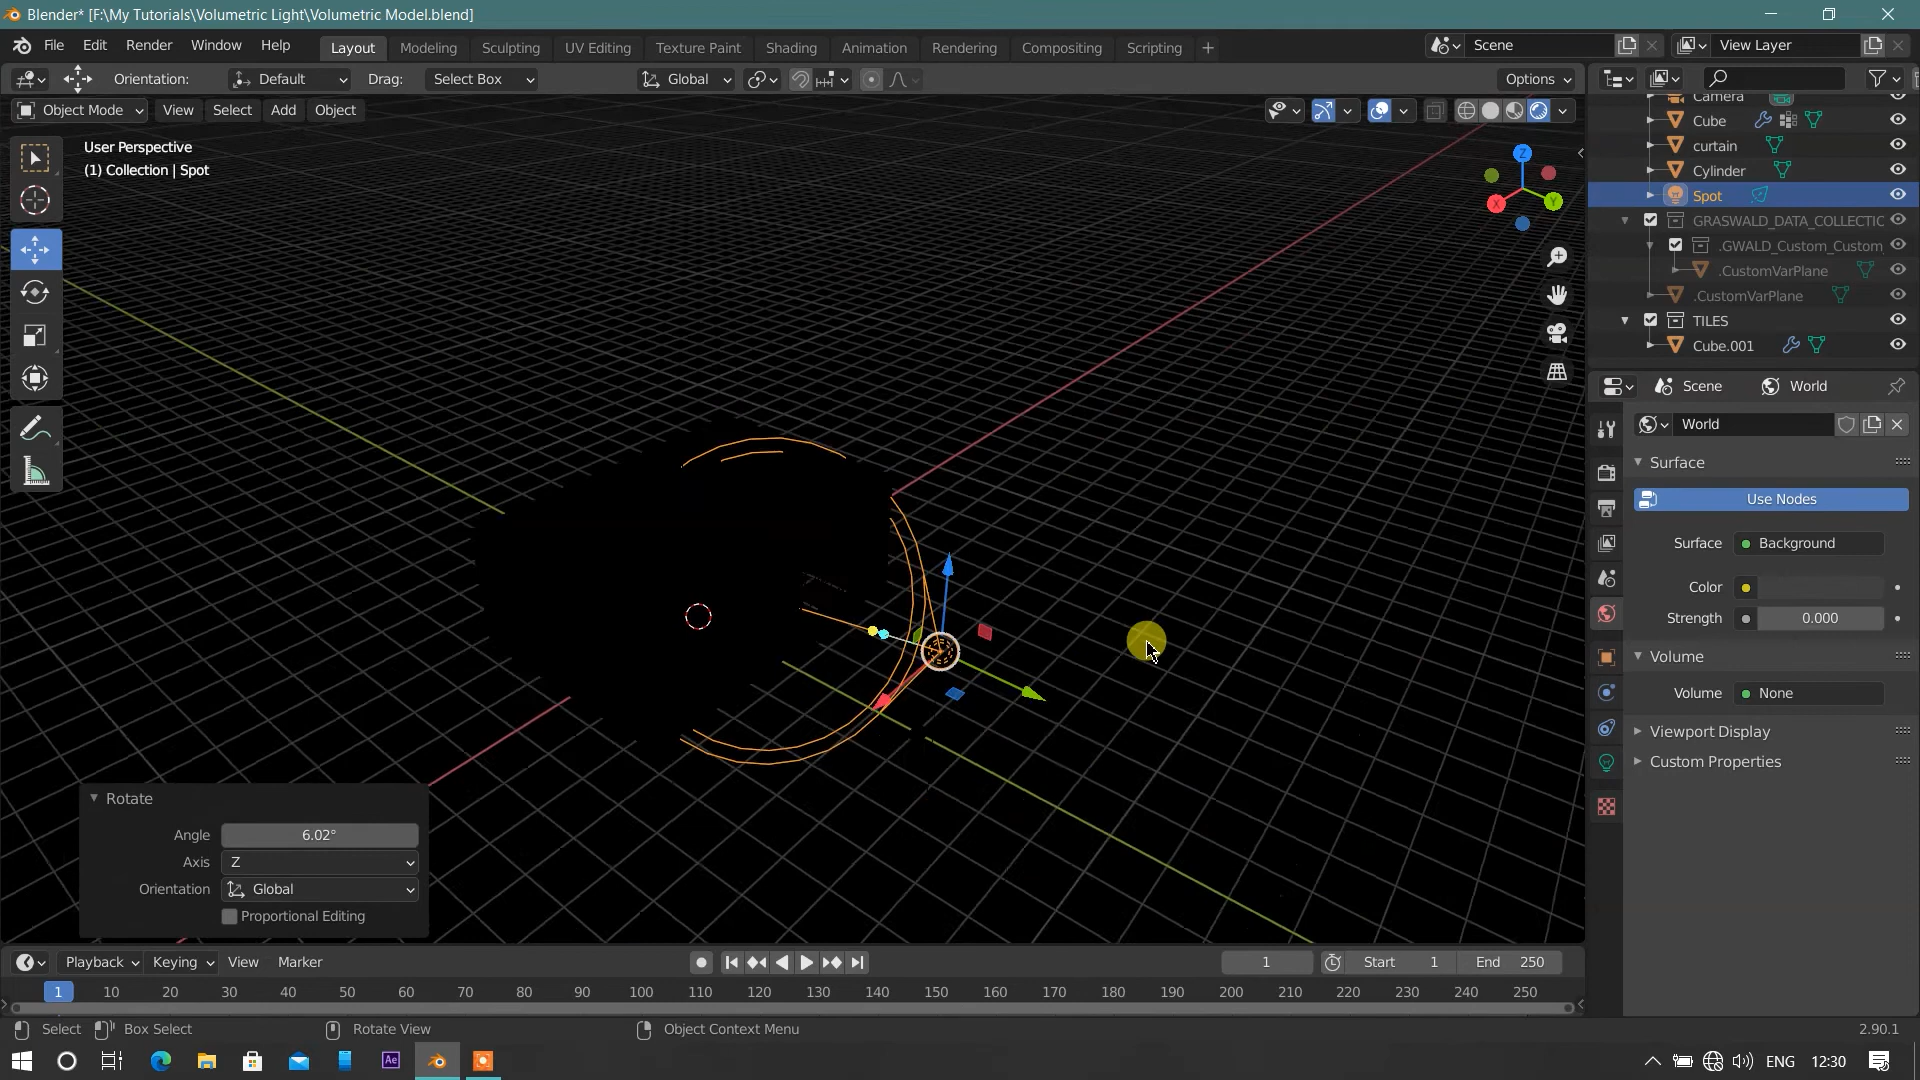 Blender* [F:\My Tutorials\Volumetric Light\Volumetric Model.blend]
File Edit Render Window Help Layout Modeling Sculpting UV Editing Texture Paint Shading Animation Rendering Compositing Scripting + Scene View Layer
Orientation: Default Drag: Select Box Global Options
Object Mode View Select Add Object
User Perspective
(1) Collection | Spot
Z
Y
X
Camera
Cube
curtain
Cylinder
Spot
GRASWALD_DATA_COLLECTIC
.GWALD_Custom_Custom_
.CustomVarPlane
.CustomVarPlane
TILES
Cube.001
Scene World
World
Surface
Use Nodes
Surface Background
Color
Strength 0.000
Volume
Volume None
Viewport Display
Custom Properties
Rotate
Angle 6.02°
Axis Z
Orientation Global
Proportional Editing
Playback Keying View Marker 1 Start 1 End 250
1 10 20 30 40 50 60 70 80 90 100 110 120 130 140 150 160 170 180 190 200 210 220 230 240 250
Select Box Select Rotate View Object Context Menu 2.90.1
Ae ENG 12:30